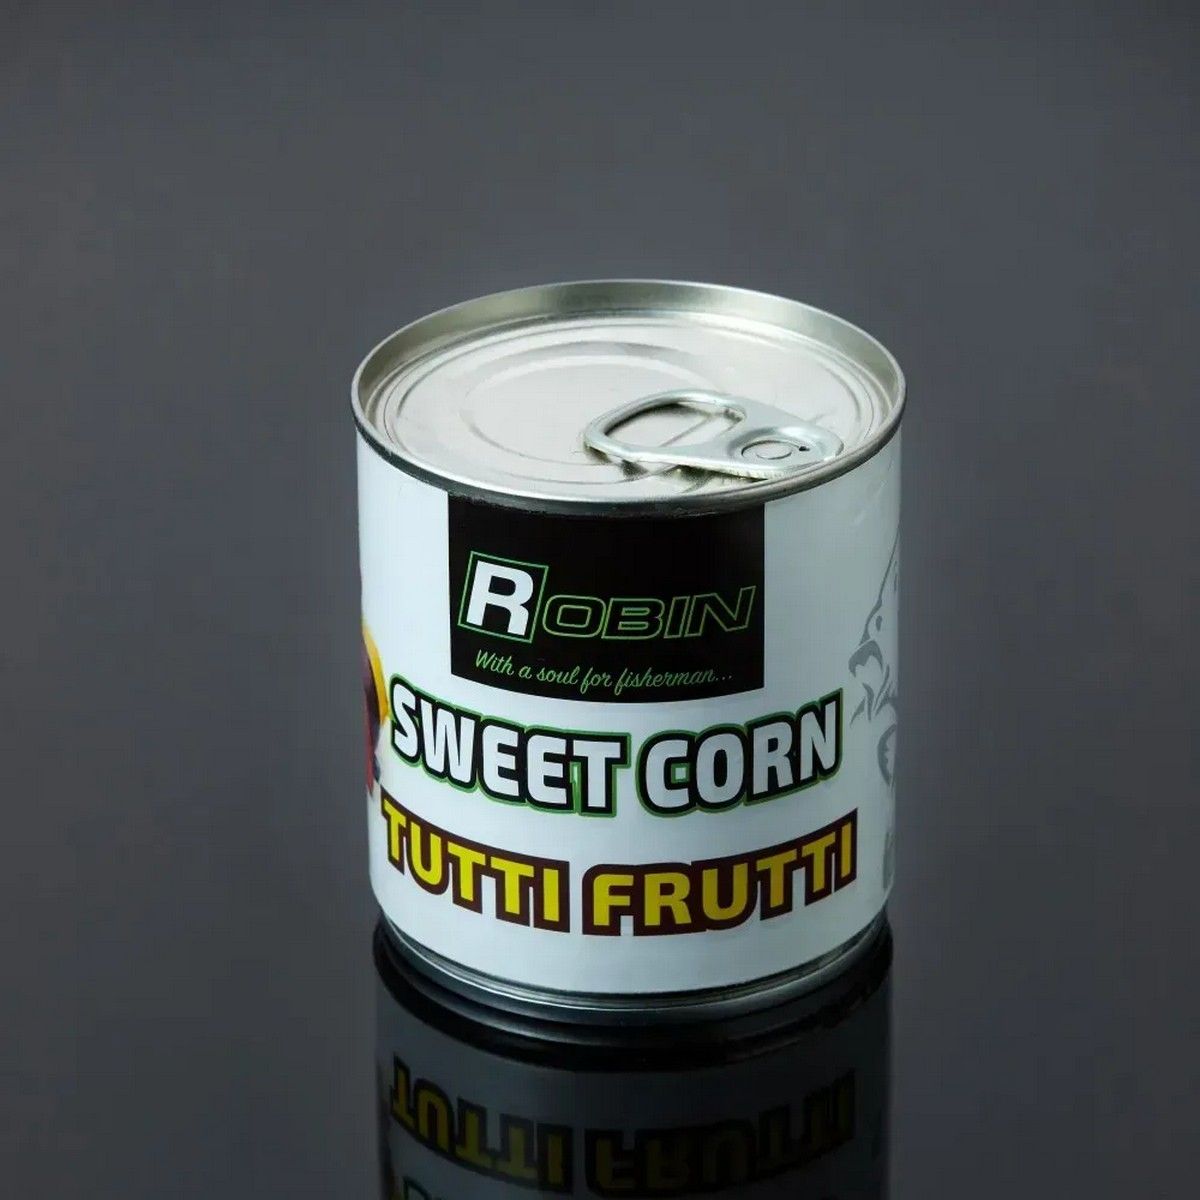 ROBIN
With a soul for fisherman...
SWEET CORN
TUTTI FRUTTI